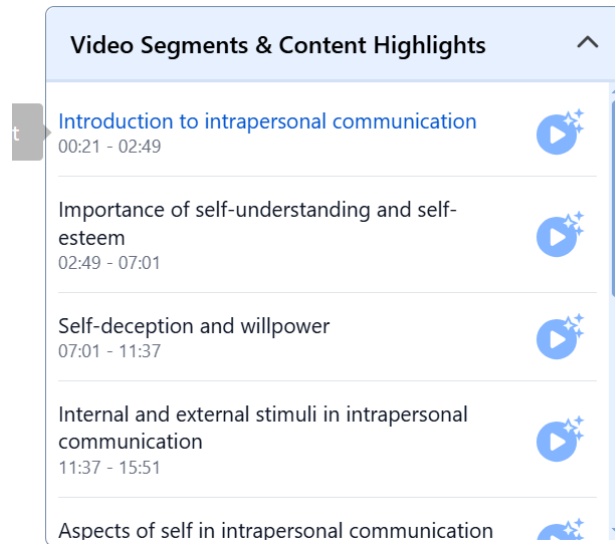 Video Segments & Content Highlights
t
Introduction to intrapersonal communication
00:21 - 02:49
Importance of self-understanding and self-
esteem
02:49 - 07:01
Self-deception and willpower
07:01 - 11:37
Internal and external stimuli in intrapersonal
communication
11:37 - 15:51
Aspects of self in intrapersonal communication